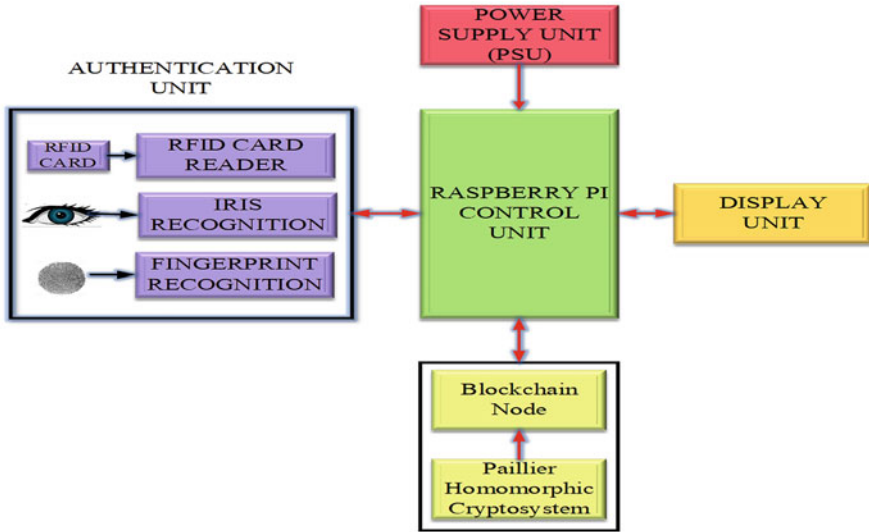 POWER
SUPPLY UNIT
(PSU)
AUTHENTICATION
UNIT
RFID
CARD
RFID CARD
READER
IRIS
RECOGNITION
FINGERPRINT
RECOGNITION
RASPBERRY PI
CONTROL
UNIT
DISPLAY
UNIT
Blockchain
Node
Paillier
Homomorphic
Cryptosystem